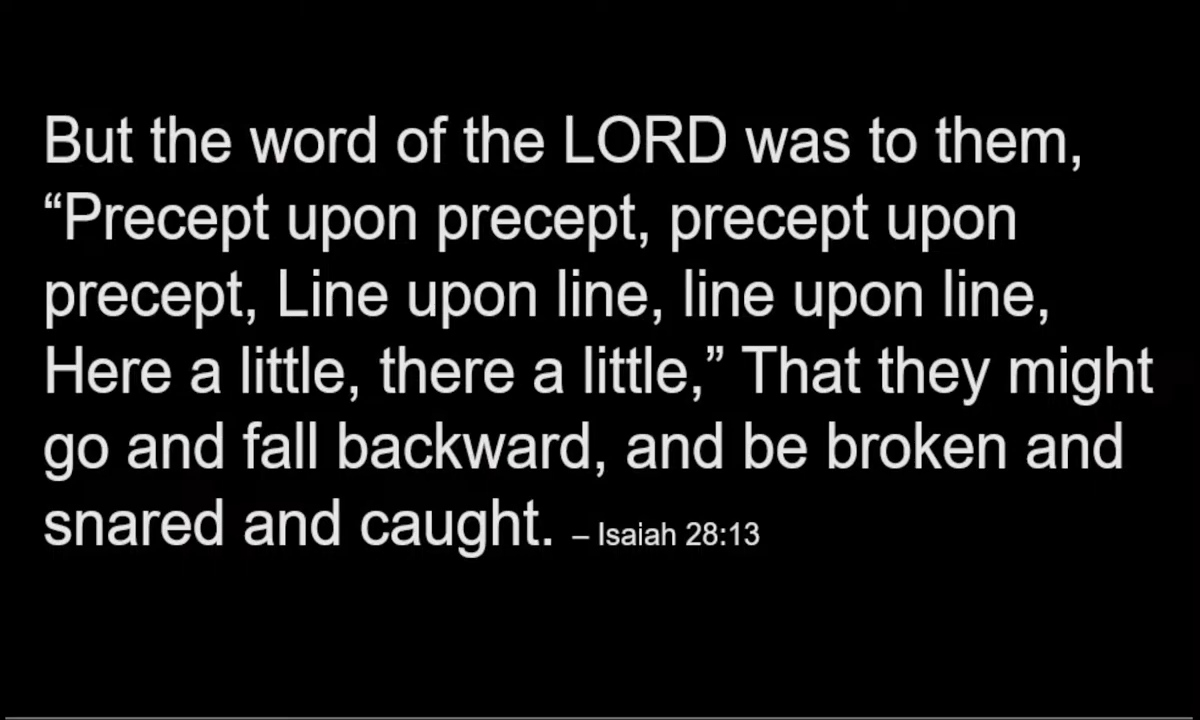 But the word of the LORD was to them,
“Precept upon precept, precept upon
precept, Line upon line, line upon line,
Here a little, there a little,” That they might
go and fall backward, and be broken and
snared and caught. – Isaiah 28:13